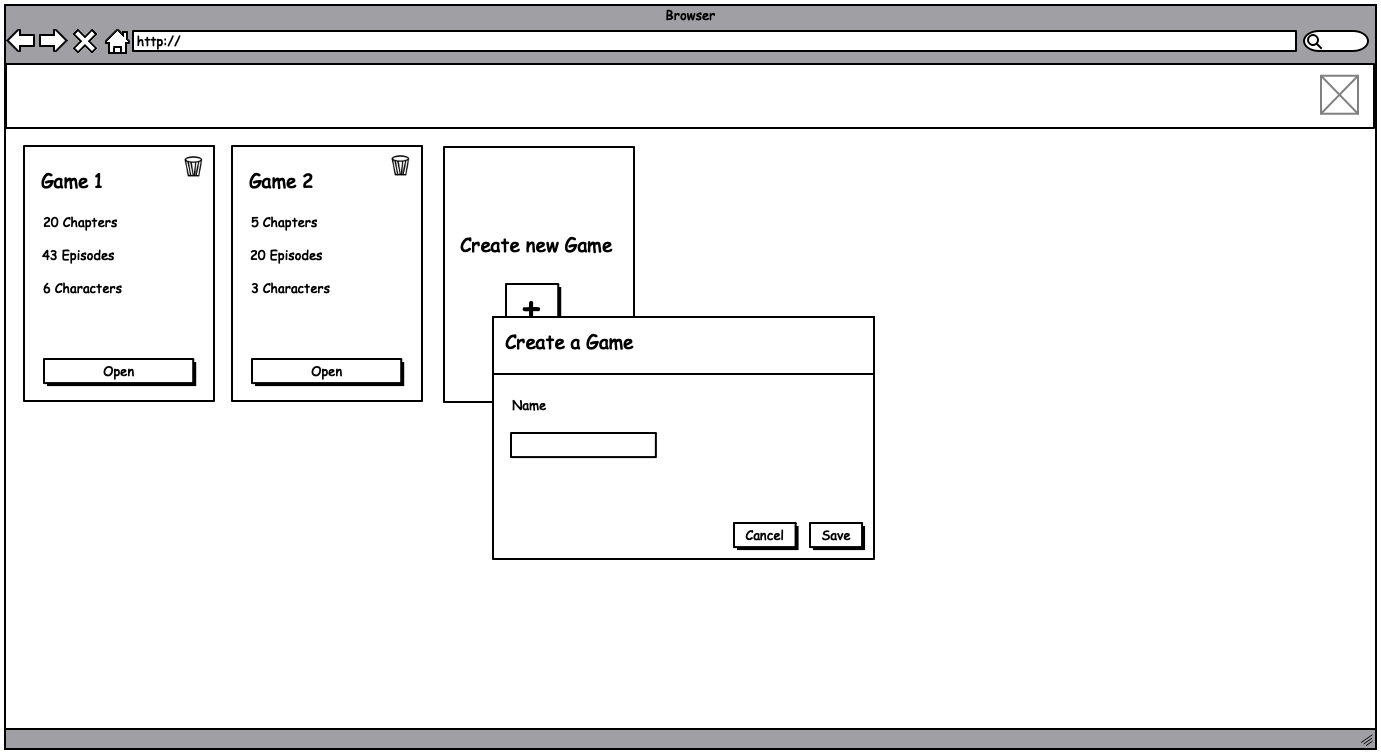 Browser
http://
Game 1
20 Chapters
43 Episodes
6 Characters
Open
Game 2
5 Chapters
20 Episodes
3 Characters
Open
Create new Game
+
Create a Game
Name
Cancel
Save